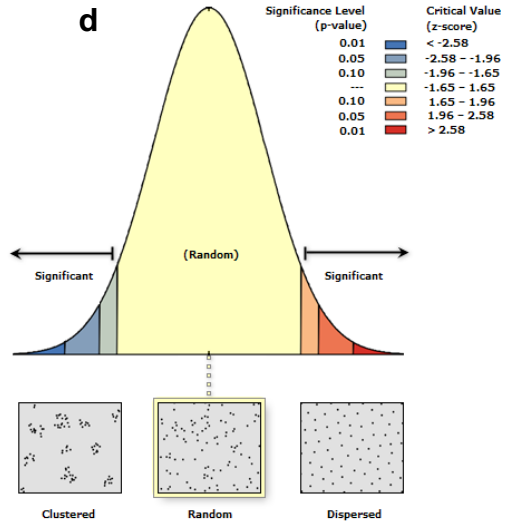 d
Significance Level Critical Value
(p-value) (z-score)
0.01 < -2.58
0.05 -2.58 – -1.96
0.10 -1.96 – -1.65
--- -1.65 – 1.65
0.10 1.65 – 1.96
0.05 1.96 – 2.58
0.01 > 2.58
(Random)
Significant Significant
Clustered Random Dispersed